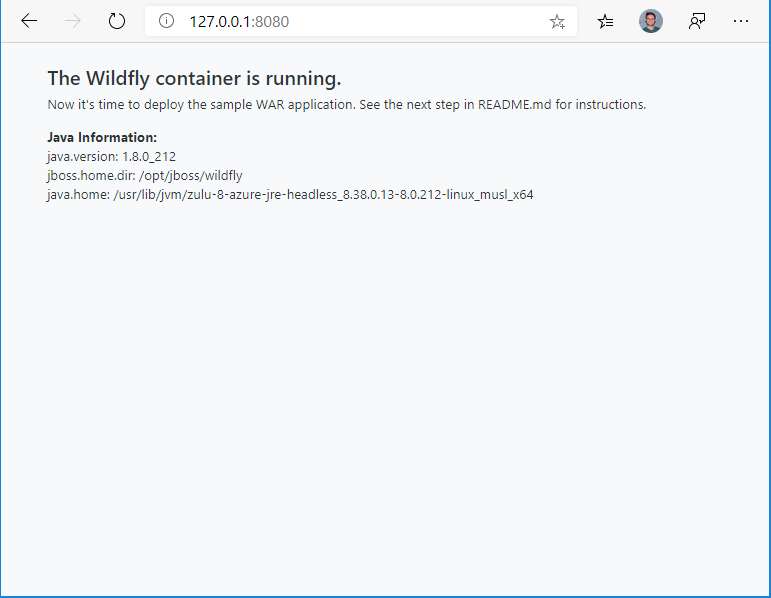 127.0.0.1:8080
The Wildfly container is running.
Now it's time to deploy the sample WAR application. See the next step in README.md for instructions.
Java Information:
java.version: 1.8.0_212
jboss.home.dir: /opt/jboss/wildfly
java.home: /usr/lib/jvm/zulu-8-azure-jre-headless_8.38.0.13-8.0.212-linux_musl_x64